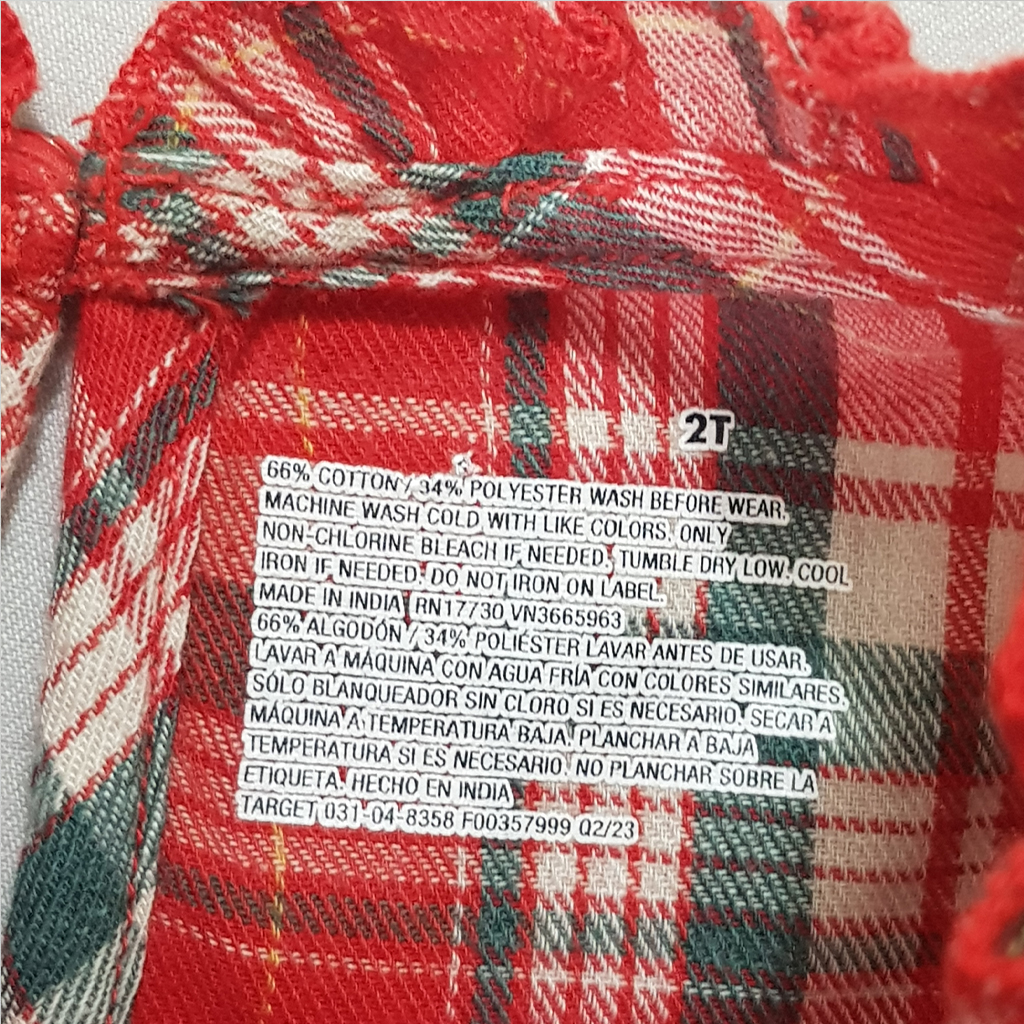 2T
66% COTTON / 34% POLYESTER WASH BEFORE WEAR.
MACHINE WASH COLD WITH LIKE COLORS. ONLY
NON-CHLORINE BLEACH IF NEEDED. TUMBLE DRY LOW. COOL
IRON IF NEEDED. DO NOT IRON ON LABEL.
MADE IN INDIA RN17730 VN3665963
66% ALGODÓN / 34% POLIÉSTER LAVAR ANTES DE USAR.
LAVAR A MÁQUINA CON AGUA FRÍA CON COLORES SIMILARES.
SÓLO BLANQUEADOR SIN CLORO SI ES NECESARIO. SECAR A
MÁQUINA A TEMPERATURA BAJA. PLANCHAR A BAJA
TEMPERATURA SI ES NECESARIO. NO PLANCHAR SOBRE LA
ETIQUETA. HECHO EN INDIA
TARGET 031-04-8358 F00357999 Q2/23